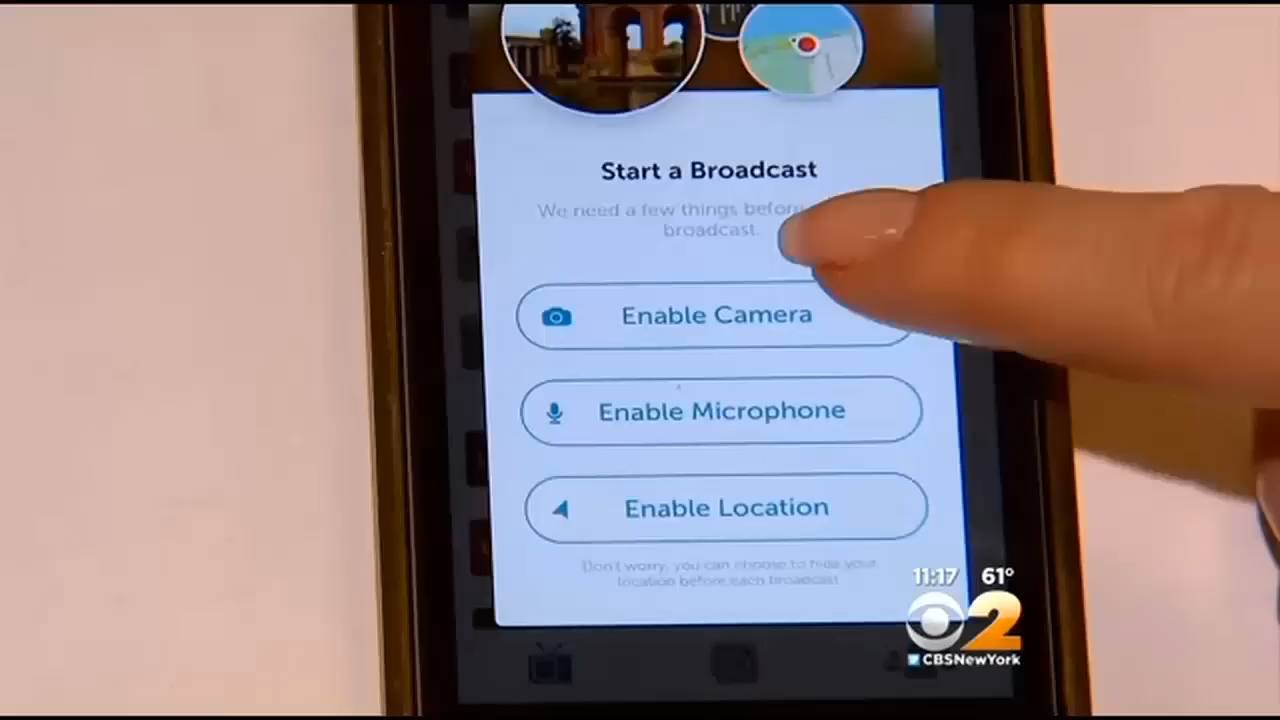 Start a Broadcast
We need a few things before
broadcast.
Enable Camera
Enable Microphone
Enable Location
Don't worry, you can choose to hide your
location before each broadcast
11:17 61°
2
CBSNewYork